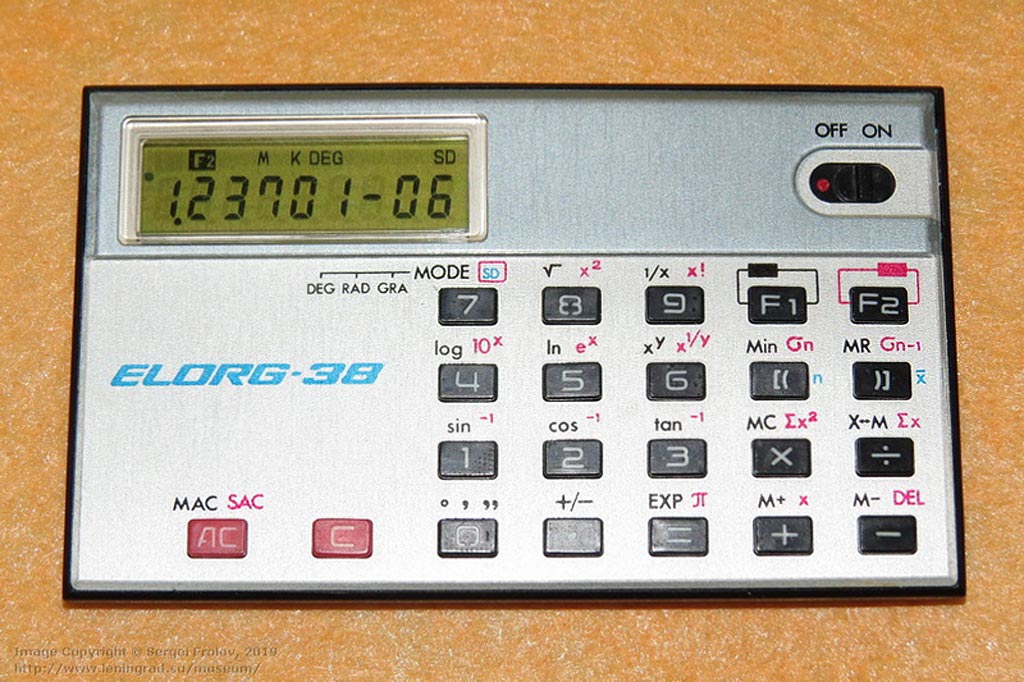 OFF ON
F2 M K DEG SD
1.23701-06
MODE SD √ x² 1/x x!
DEG RAD GRA
7 8 9 F1 F2
log 10ˣ ln eˣ xʸ x¹/ʸ Min σn MR σn-1
ELORG-38
4 5 6 [( n )] x̄
sin ⁻¹ cos ⁻¹ tan ⁻¹ MC Σx² X↔M Σx
1 2 3 × ÷
MAC SAC ° , ,, +/− EXP π M+ x M− DEL
AC C 0 · = + −
Image Copyright © Sergei Frolov, 2019
http://www.leningrad.su/museum/